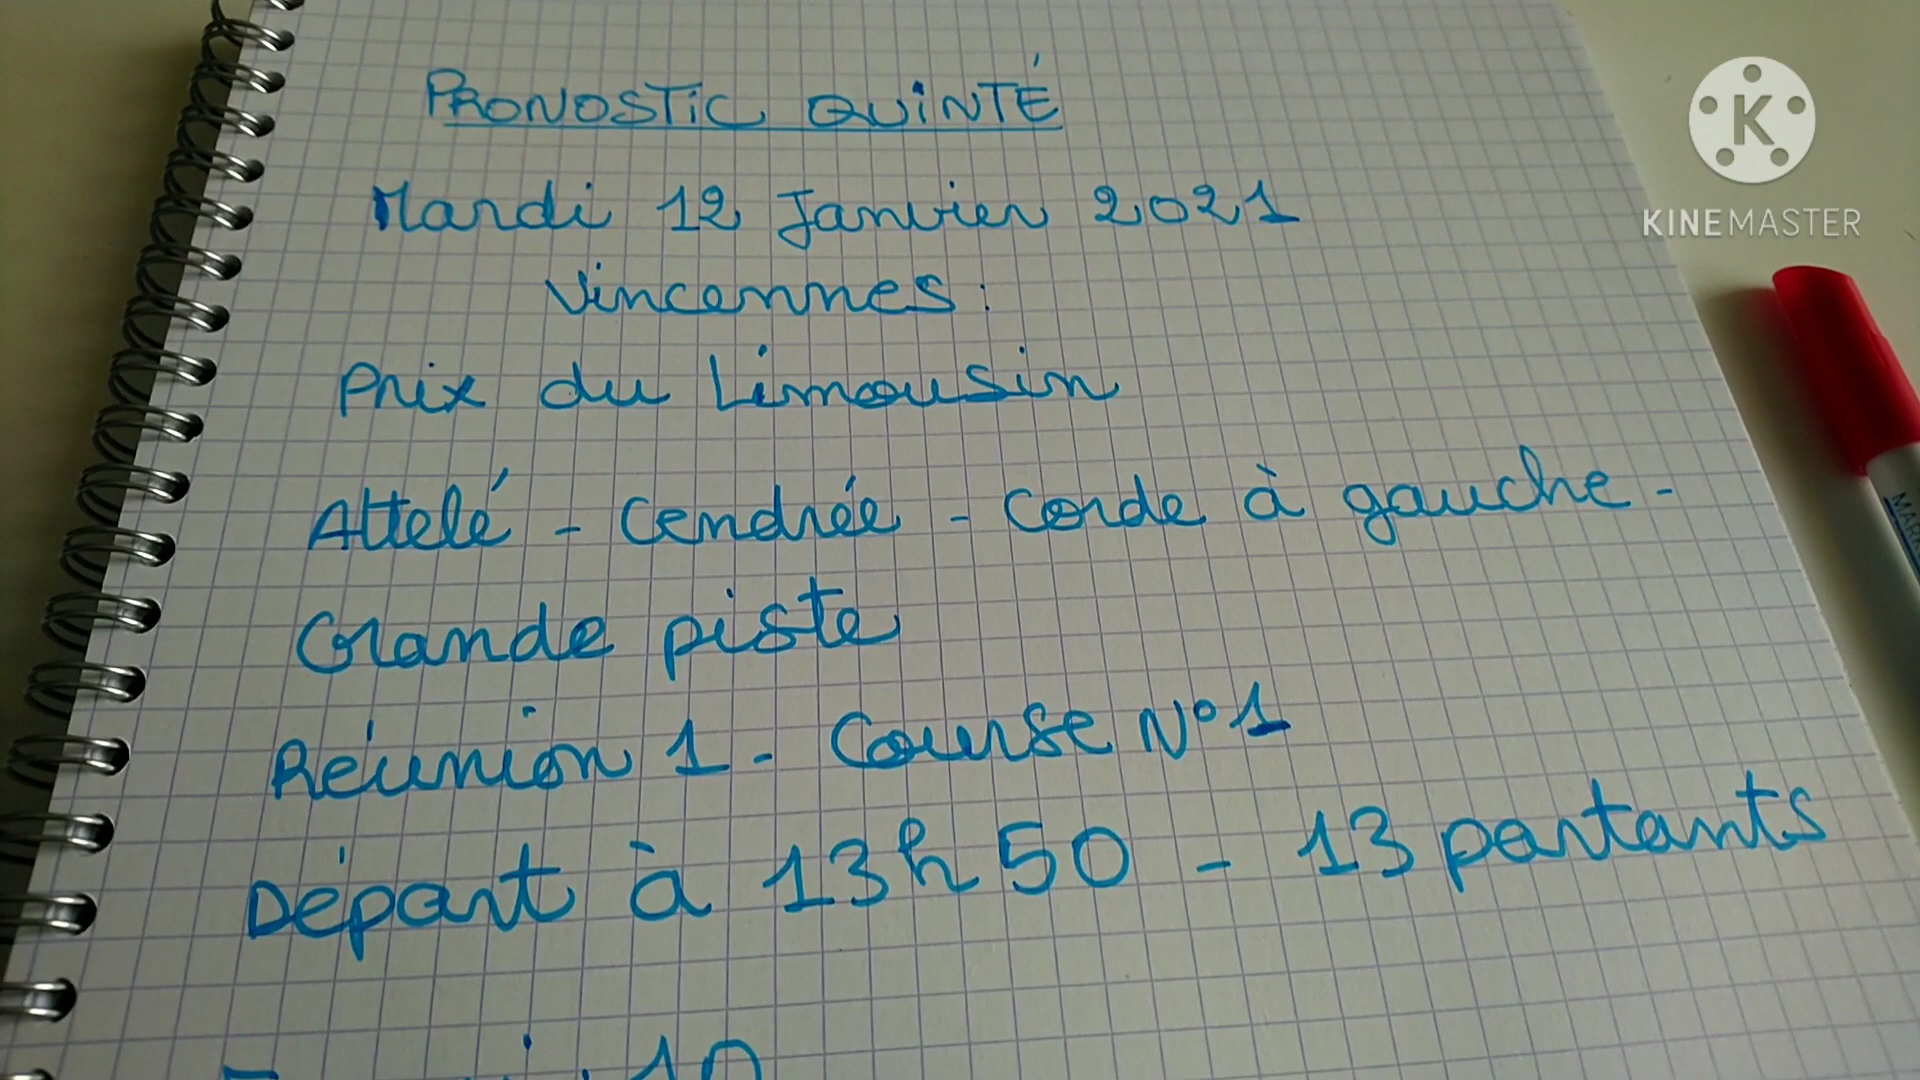 PRONOSTIC QUINTÉ
Mardi 12 Janvier 2021
Vincennes :
Prix du Limousin
Attelé - Cendrée - Corde à gauche -
Grande piste
Réunion 1 - Course N°1
Départ à 13h50 - 13 partants
K
KINEMASTER
MARK